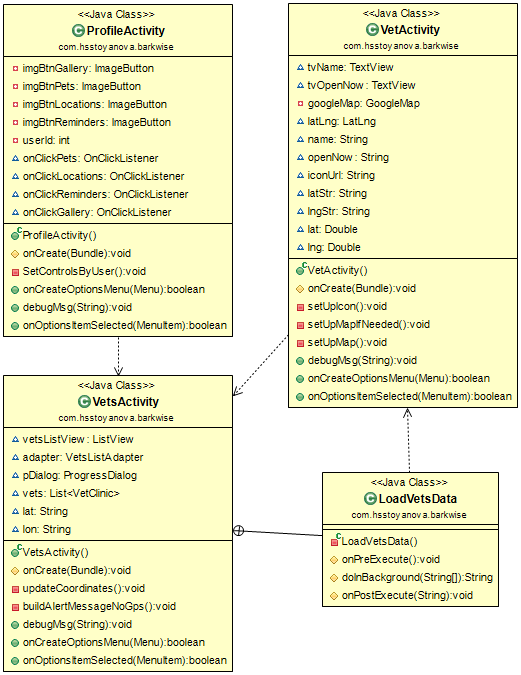 <<Java Class>>
ProfileActivity
com.hsstoyanova.barkwise
imgBtnGallery: ImageButton
imgBtnPets: ImageButton
imgBtnLocations: ImageButton
imgBtnReminders: ImageButton
userId: int
onClickPets: OnClickListener
onClickLocations: OnClickListener
onClickReminders: OnClickListener
onClickGallery: OnClickListener
ProfileActivity()
onCreate(Bundle):void
SetControlsByUser():void
onCreateOptionsMenu(Menu):boolean
debugMsg(String):void
onOptionsItemSelected(MenuItem):boolean
<<Java Class>>
VetActivity
com.hsstoyanova.barkwise
tvName: TextView
tvOpenNow: TextView
googleMap: GoogleMap
latLng: LatLng
name: String
openNow: String
iconUrl: String
latStr: String
lngStr: String
lat: Double
lng: Double
VetActivity()
onCreate(Bundle):void
setUpIcon():void
setUpMapIfNeeded():void
setUpMap():void
debugMsg(String):void
onCreateOptionsMenu(Menu):boolean
onOptionsItemSelected(MenuItem):boolean
<<Java Class>>
VetsActivity
com.hsstoyanova.barkwise
vetsListView: ListView
adapter: VetsListAdapter
pDialog: ProgressDialog
vets: List<VetClinic>
lat: String
lon: String
VetsActivity()
onCreate(Bundle):void
updateCoordinates():void
buildAlertMessageNoGps():void
debugMsg(String):void
onCreateOptionsMenu(Menu):boolean
onOptionsItemSelected(MenuItem):boolean
<<Java Class>>
LoadVetsData
com.hsstoyanova.barkwise
LoadVetsData()
onPreExecute():void
doInBackground(String[]):String
onPostExecute(String):void